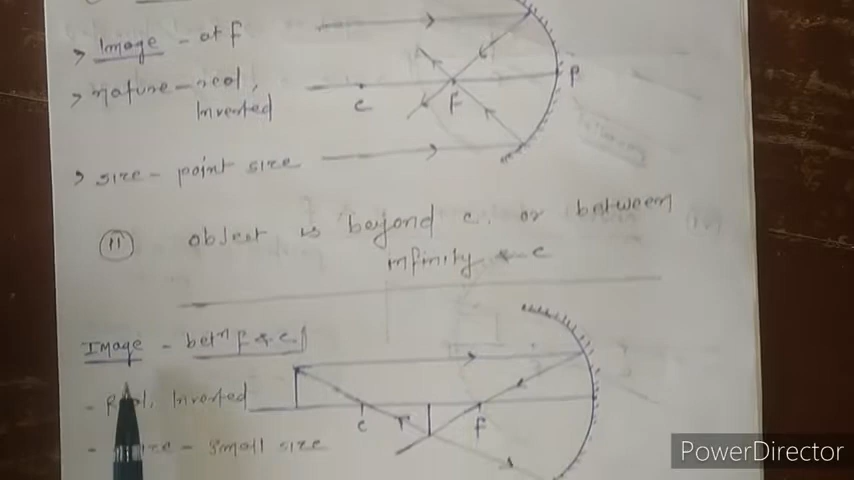 > Image - at F
> nature - real,
Inverted
C
F
P
> size - point size
(11) object is beyond C. or between
infinity & C
Image - betn F & C
- Real, Inverted
C
F
- size - small size
PowerDirector